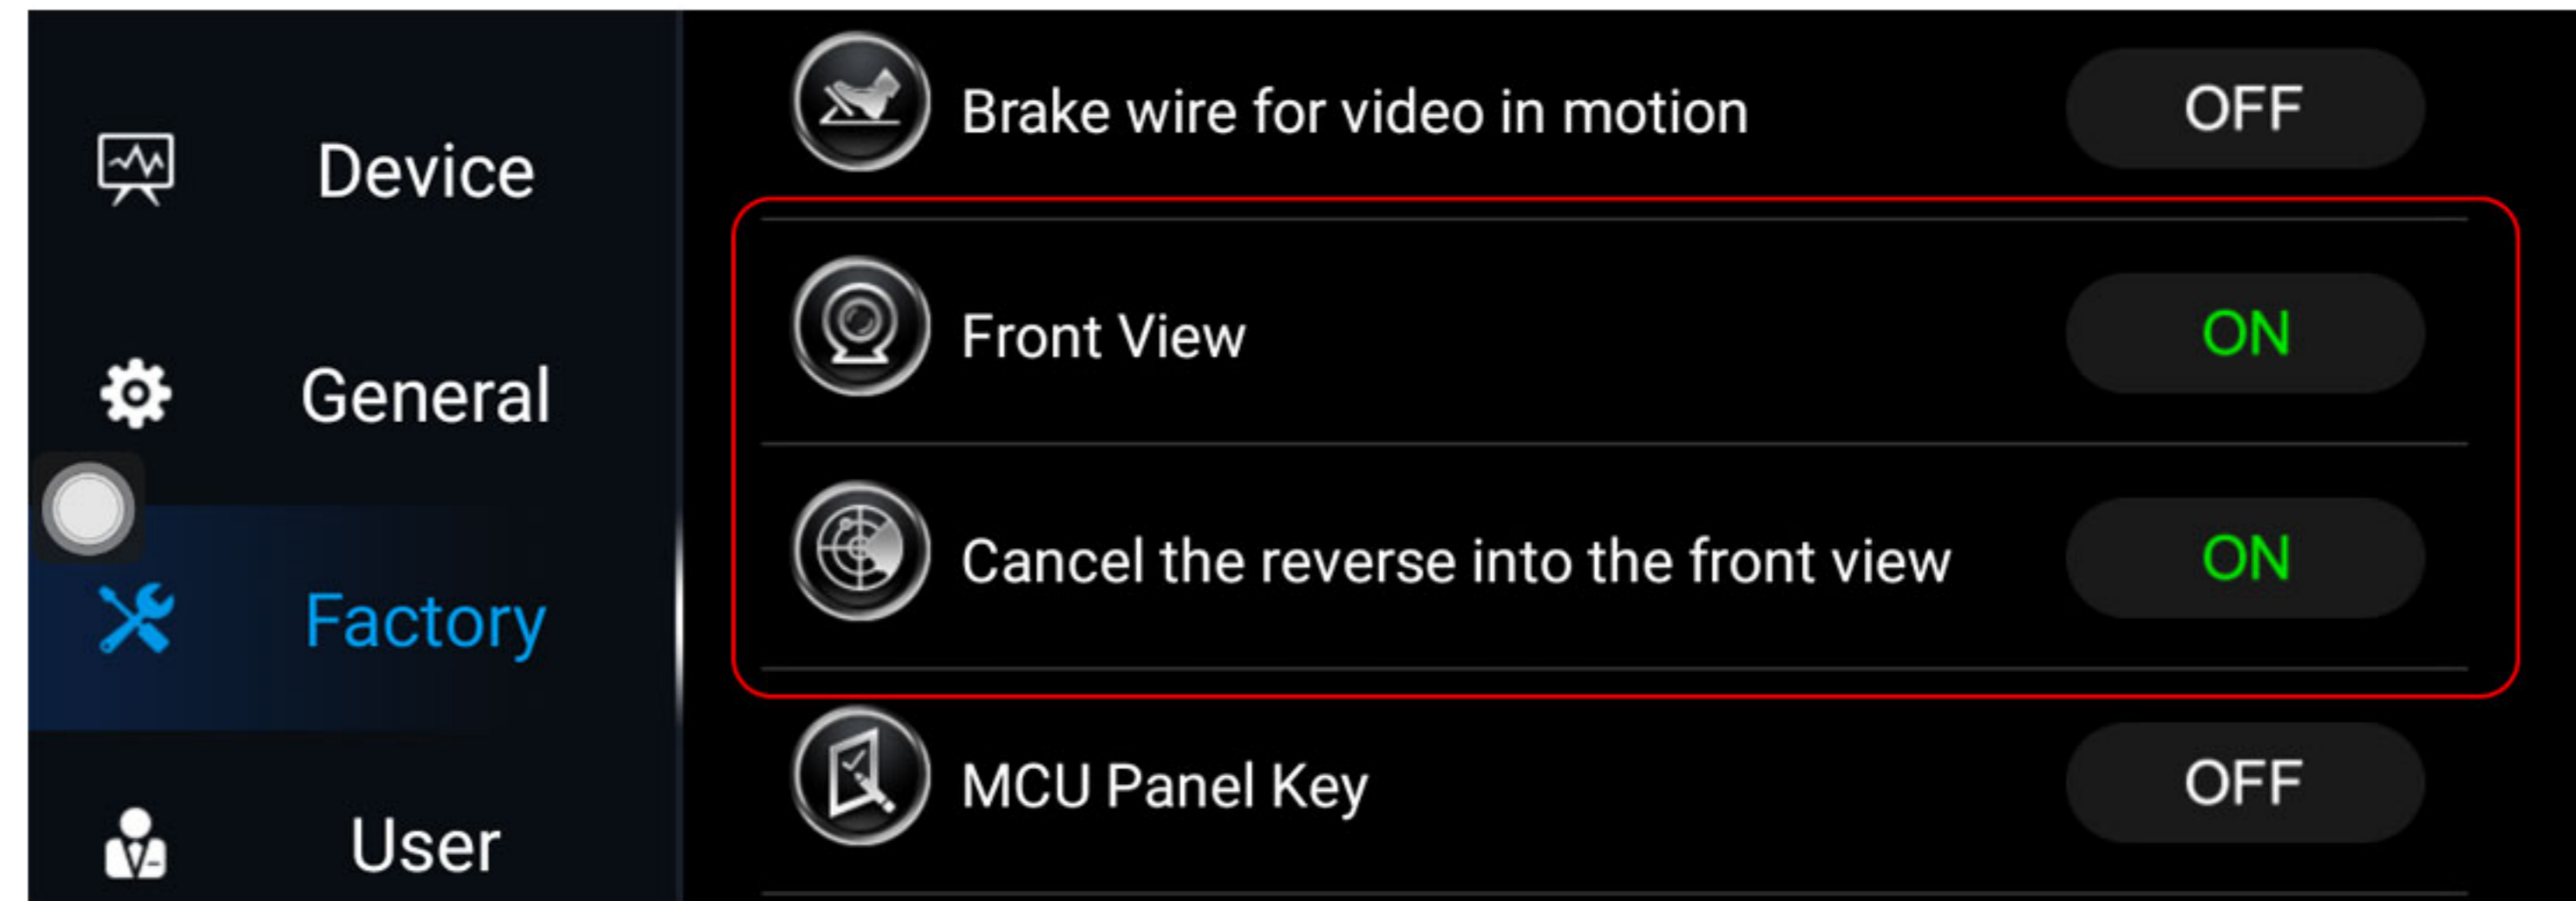 Device
General
Factory
User
Brake wire for video in motion OFF
Front View ON
Cancel the reverse into the front view ON
MCU Panel Key OFF